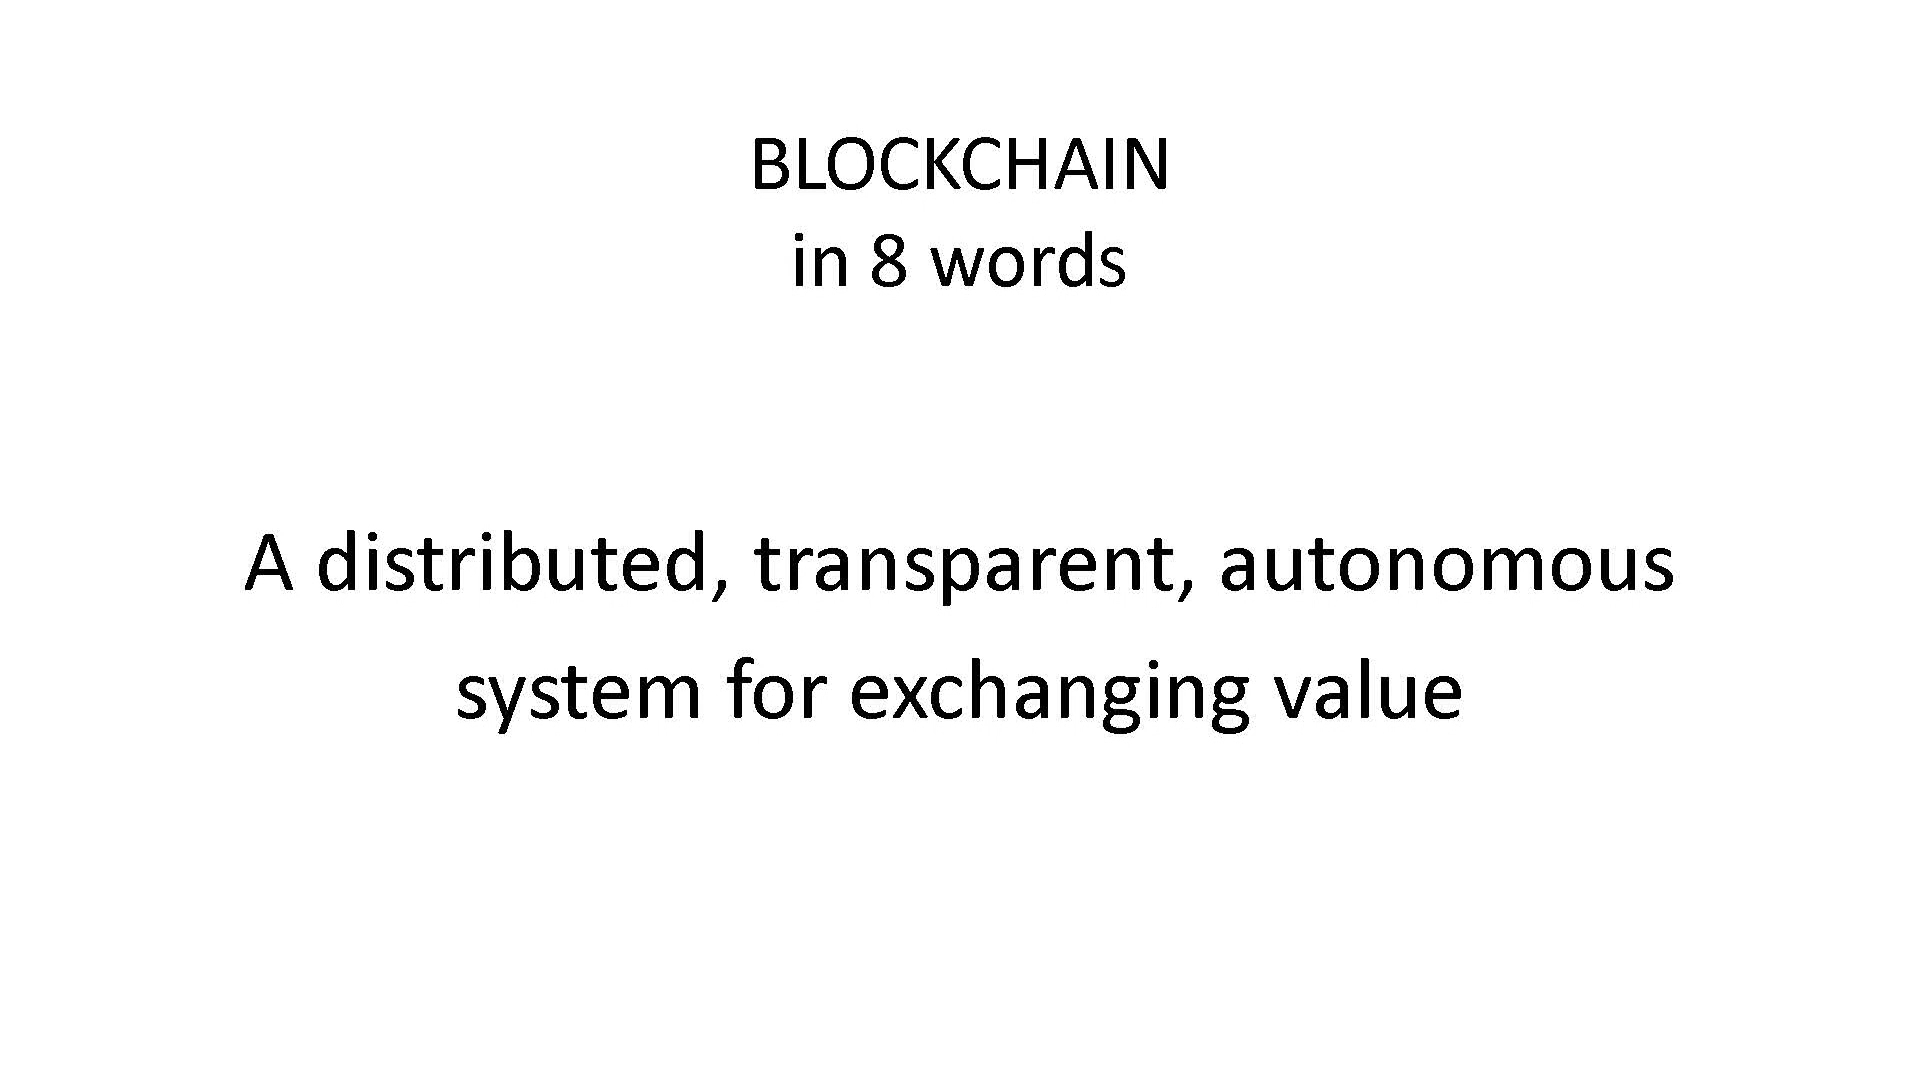 BLOCKCHAIN
in 8 words
A distributed, transparent, autonomous
system for exchanging value